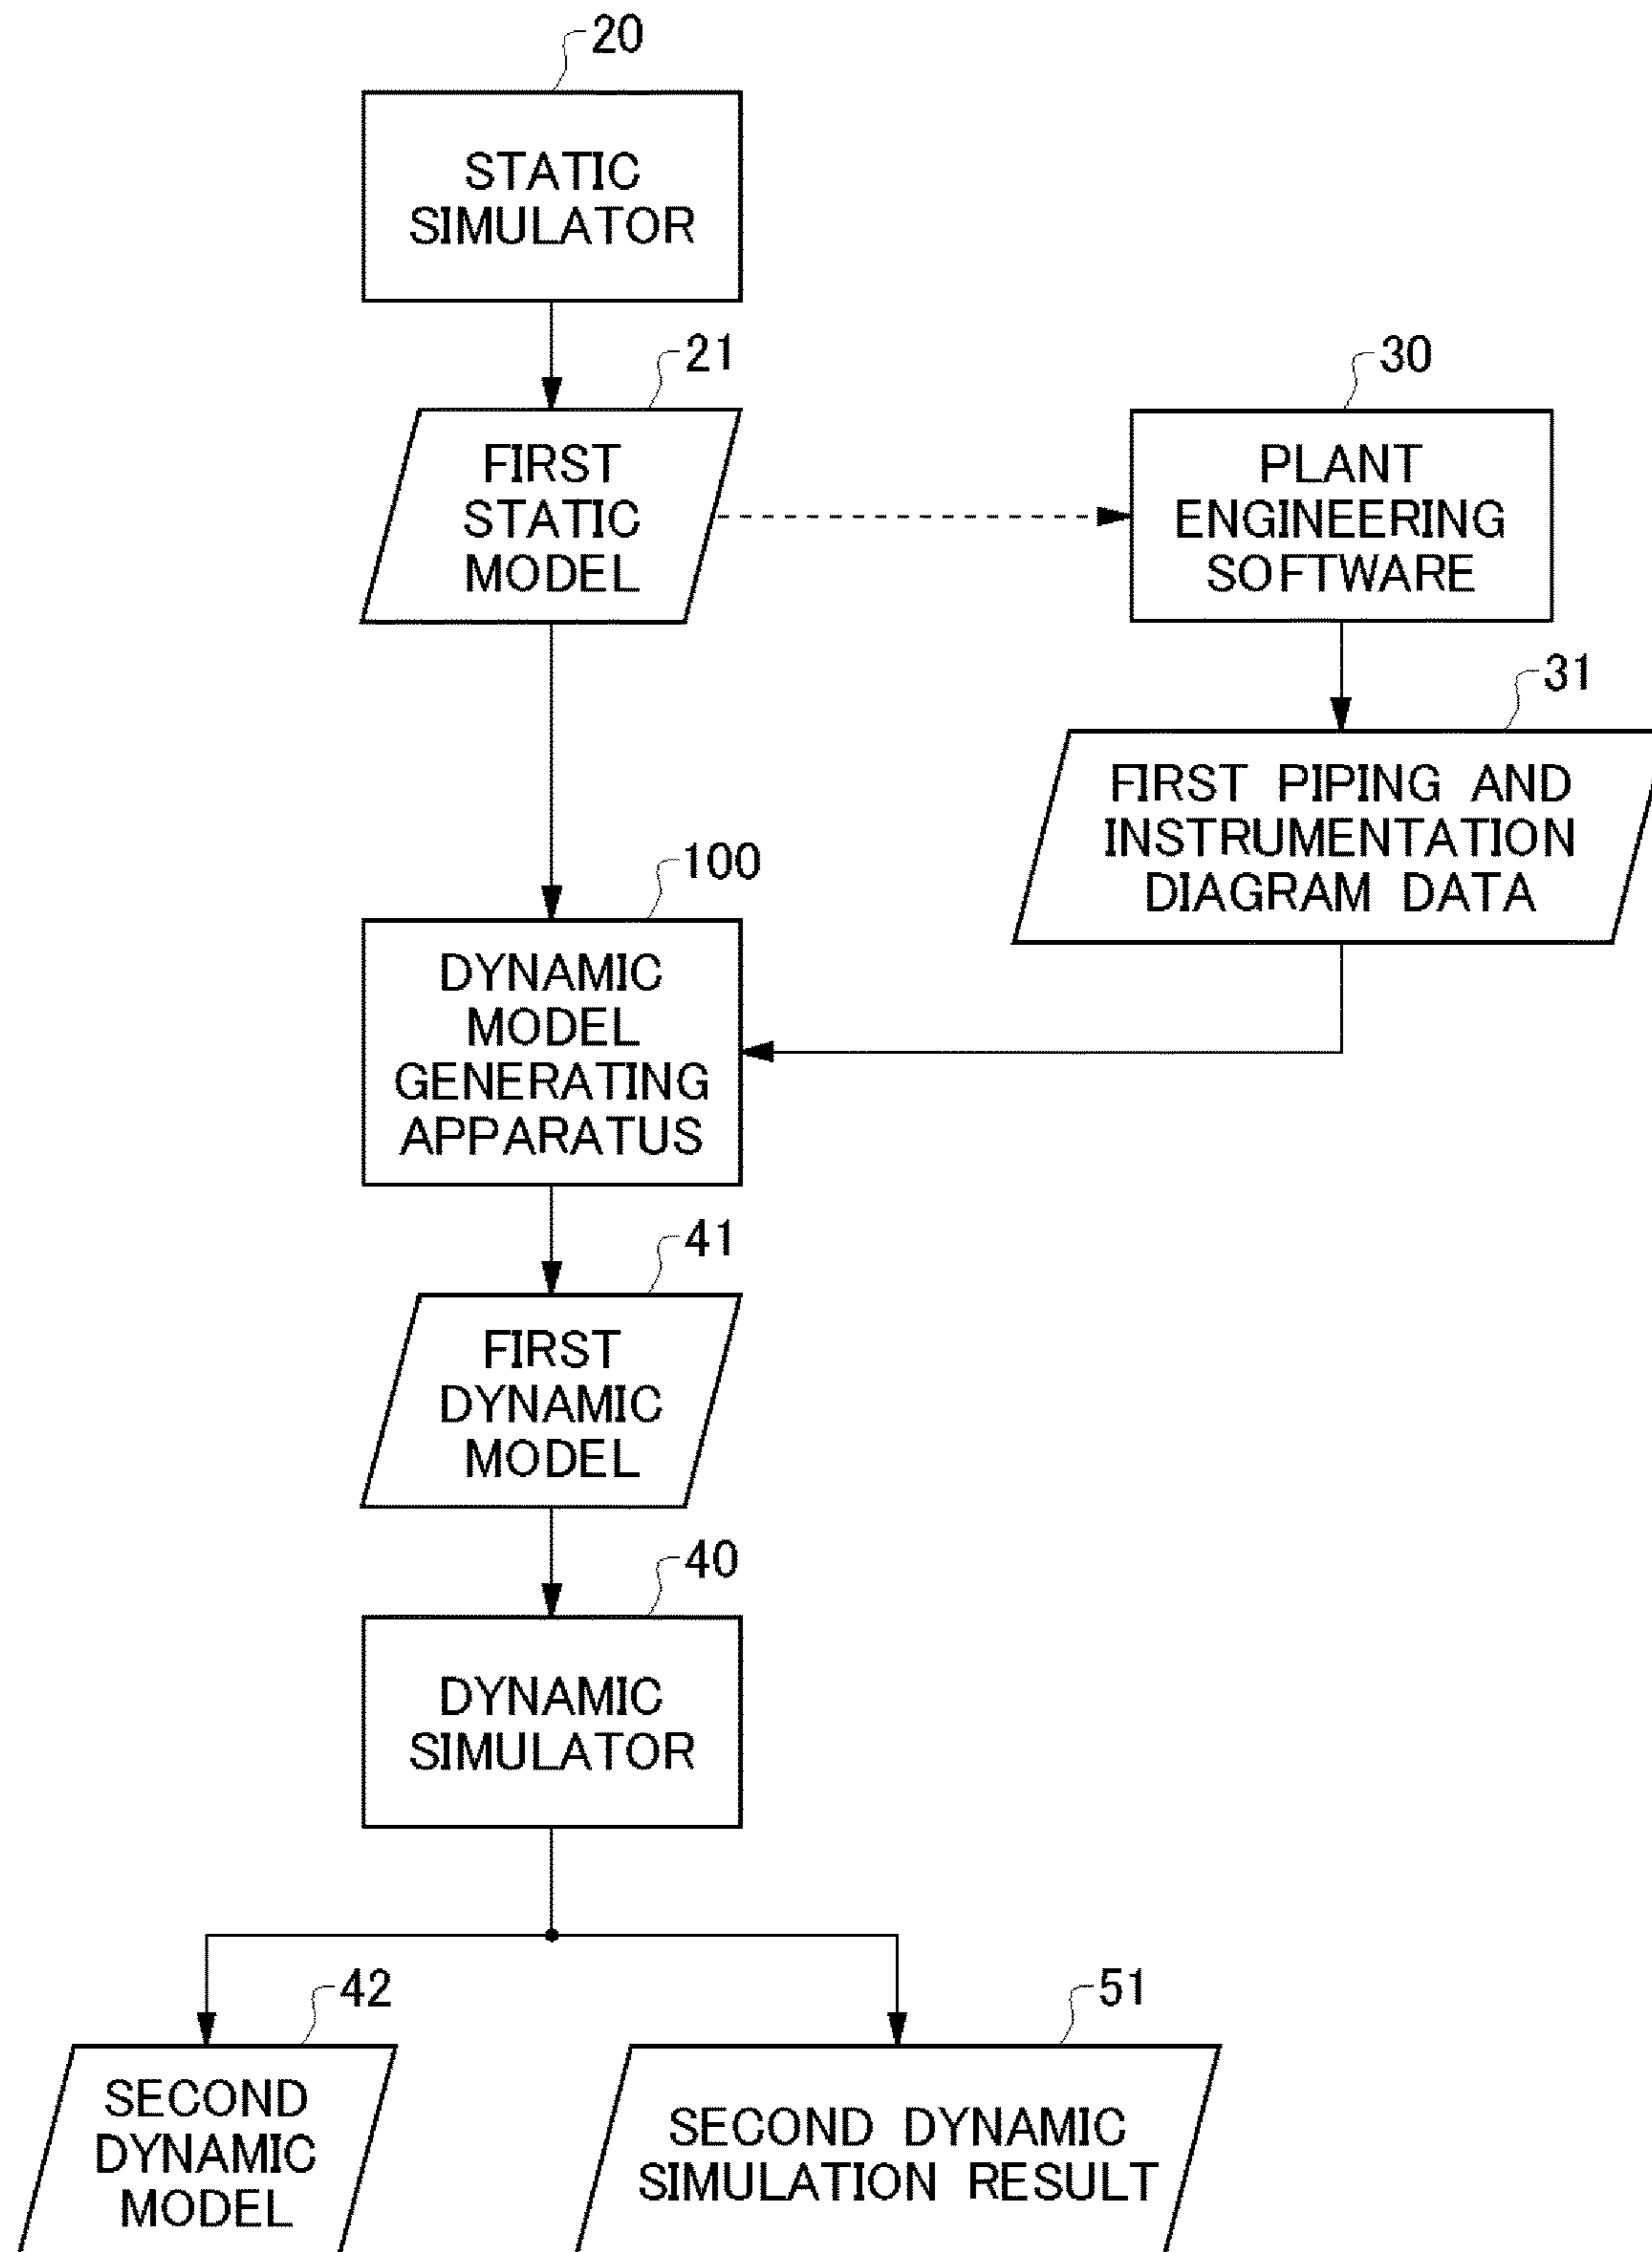 20
STATIC
SIMULATOR
21
FIRST
STATIC
MODEL
30
PLANT
ENGINEERING
SOFTWARE
31
FIRST PIPING AND
INSTRUMENTATION
DIAGRAM DATA
100
DYNAMIC
MODEL
GENERATING
APPARATUS
41
FIRST
DYNAMIC
MODEL
40
DYNAMIC
SIMULATOR
42
SECOND
DYNAMIC
MODEL
51
SECOND DYNAMIC
SIMULATION RESULT